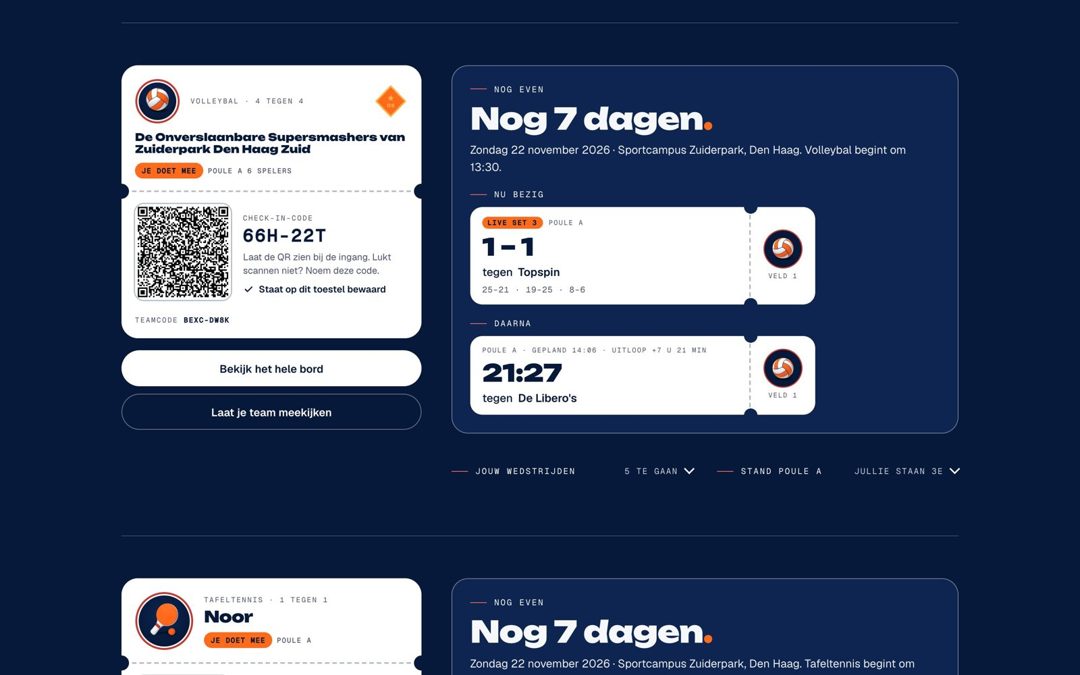 VOLLEYBAL · 4 TEGEN 4
De Onverslaanbare Supersmashers van
Zuiderpark Den Haag Zuid
JE DOET MEE POULE A 6 SPELERS
CHECK-IN-CODE
66H-22T
Laat de QR zien bij de ingang. Lukt
scannen niet? Noem deze code.
Staat op dit toestel bewaard
TEAMCODE BEXC-DW8K
Bekijk het hele bord
Laat je team meekijken
NOG EVEN
Nog 7 dagen.
Zondag 22 november 2026 · Sportcampus Zuiderpark, Den Haag. Volleybal begint om
13:30.
NU BEZIG
LIVE SET 3 POULE A
1–1
tegen Topspin
25-21 · 19-25 · 8-6
VELD 1
DAARNA
POULE A · GEPLAND 14:06 · UITLOOP +7 U 21 MIN
21:27
tegen De Libero's
VELD 1
JOUW WEDSTRIJDEN 5 TE GAAN
STAND POULE A JULLIE STAAN 3E
TAFELTENNIS · 1 TEGEN 1
Noor
JE DOET MEE POULE A
NOG EVEN
Nog 7 dagen.
Zondag 22 november 2026 · Sportcampus Zuiderpark, Den Haag. Tafeltennis begint om